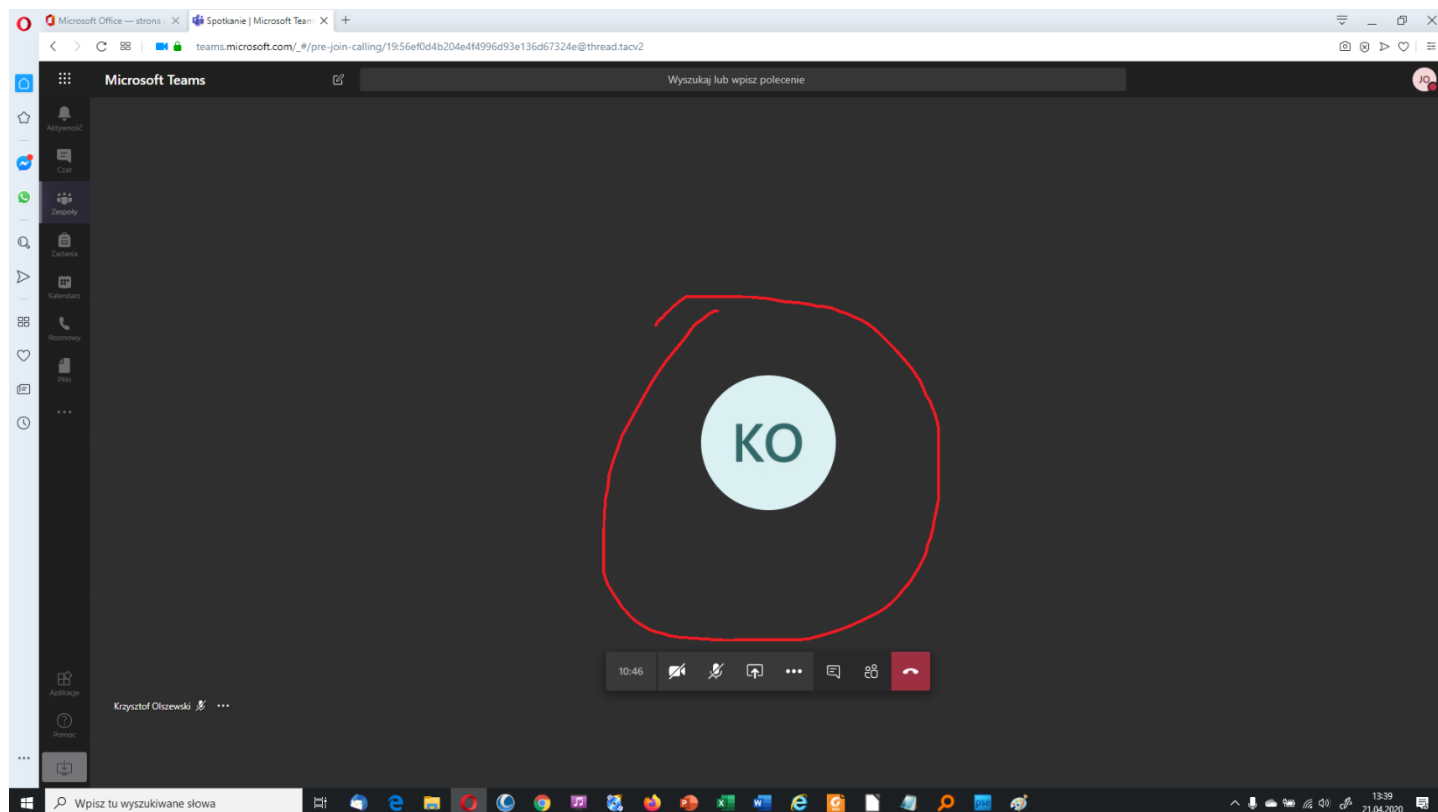 Microsoft Office — strona
Spotkanie | Microsoft Team
teams.microsoft.com/_#/pre-join-calling/19:56ef0d4b204e4f4996d93e136d67324e@thread.tacv2
Microsoft Teams
Wyszukaj lub wpisz polecenie
JO
Aktywność
Czat
Zespoły
Zadania
Kalendarz
Rozmowy
Pliki
KO
10:46
Aplikacje
Krzysztof Olszewski
Pomoc
Wpisz tu wyszukiwane słowa
pse
13:39
21.04.2020